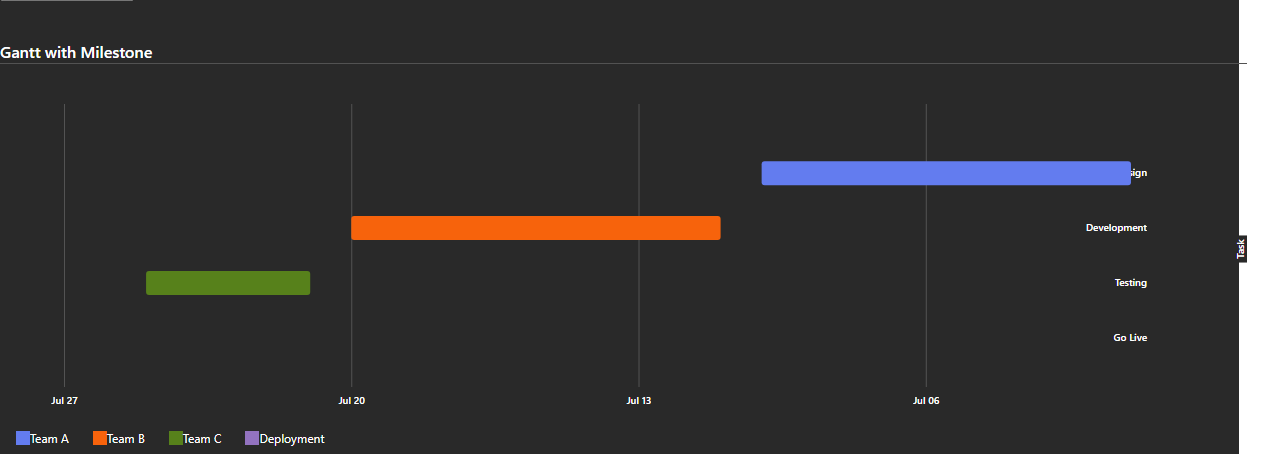 Gantt with Milestone
Development
Task
Testing
Go Live
Jul 27
Jul 20
Jul 13
Jul 06
Team A
Team B
Team C
Deployment